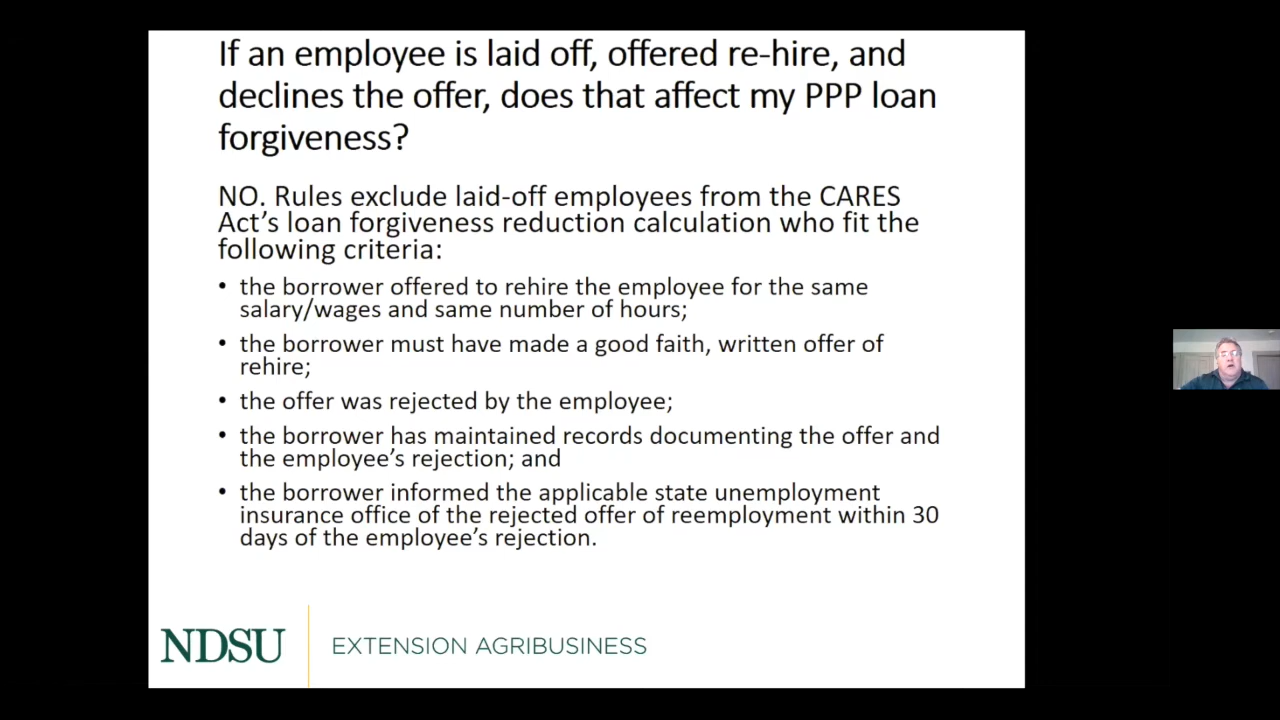 If an employee is laid off, offered re-hire, and
declines the offer, does that affect my PPP loan
forgiveness?
NO. Rules exclude laid-off employees from the CARES
Act’s loan forgiveness reduction calculation who fit the
following criteria:
• the borrower offered to rehire the employee for the same
salary/wages and same number of hours;
• the borrower must have made a good faith, written offer of
rehire;
• the offer was rejected by the employee;
• the borrower has maintained records documenting the offer and
the employee’s rejection; and
• the borrower informed the applicable state unemployment
insurance office of the rejected offer of reemployment within 30
days of the employee’s rejection.
NDSU
EXTENSION AGRIBUSINESS